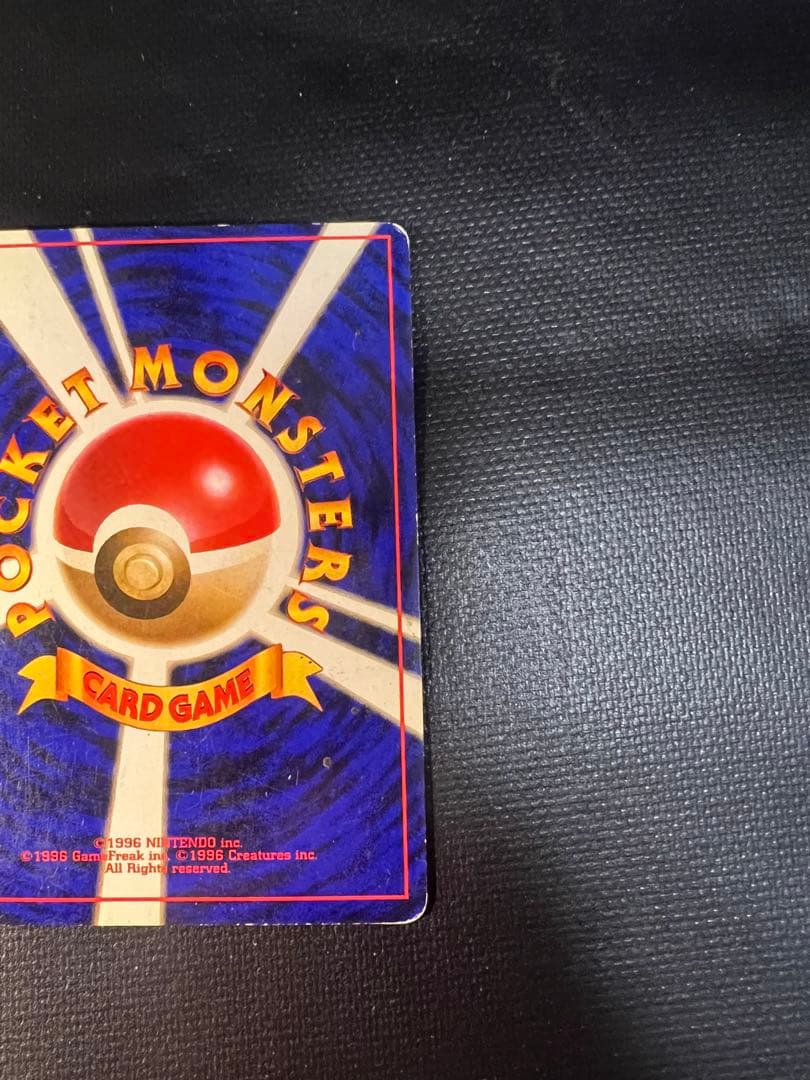 POCKET MONSTERS
CARD GAME
©1996 NINTENDO inc.
©1996 GameFreak inc. ©1996 Creatures inc.
All Rights reserved.